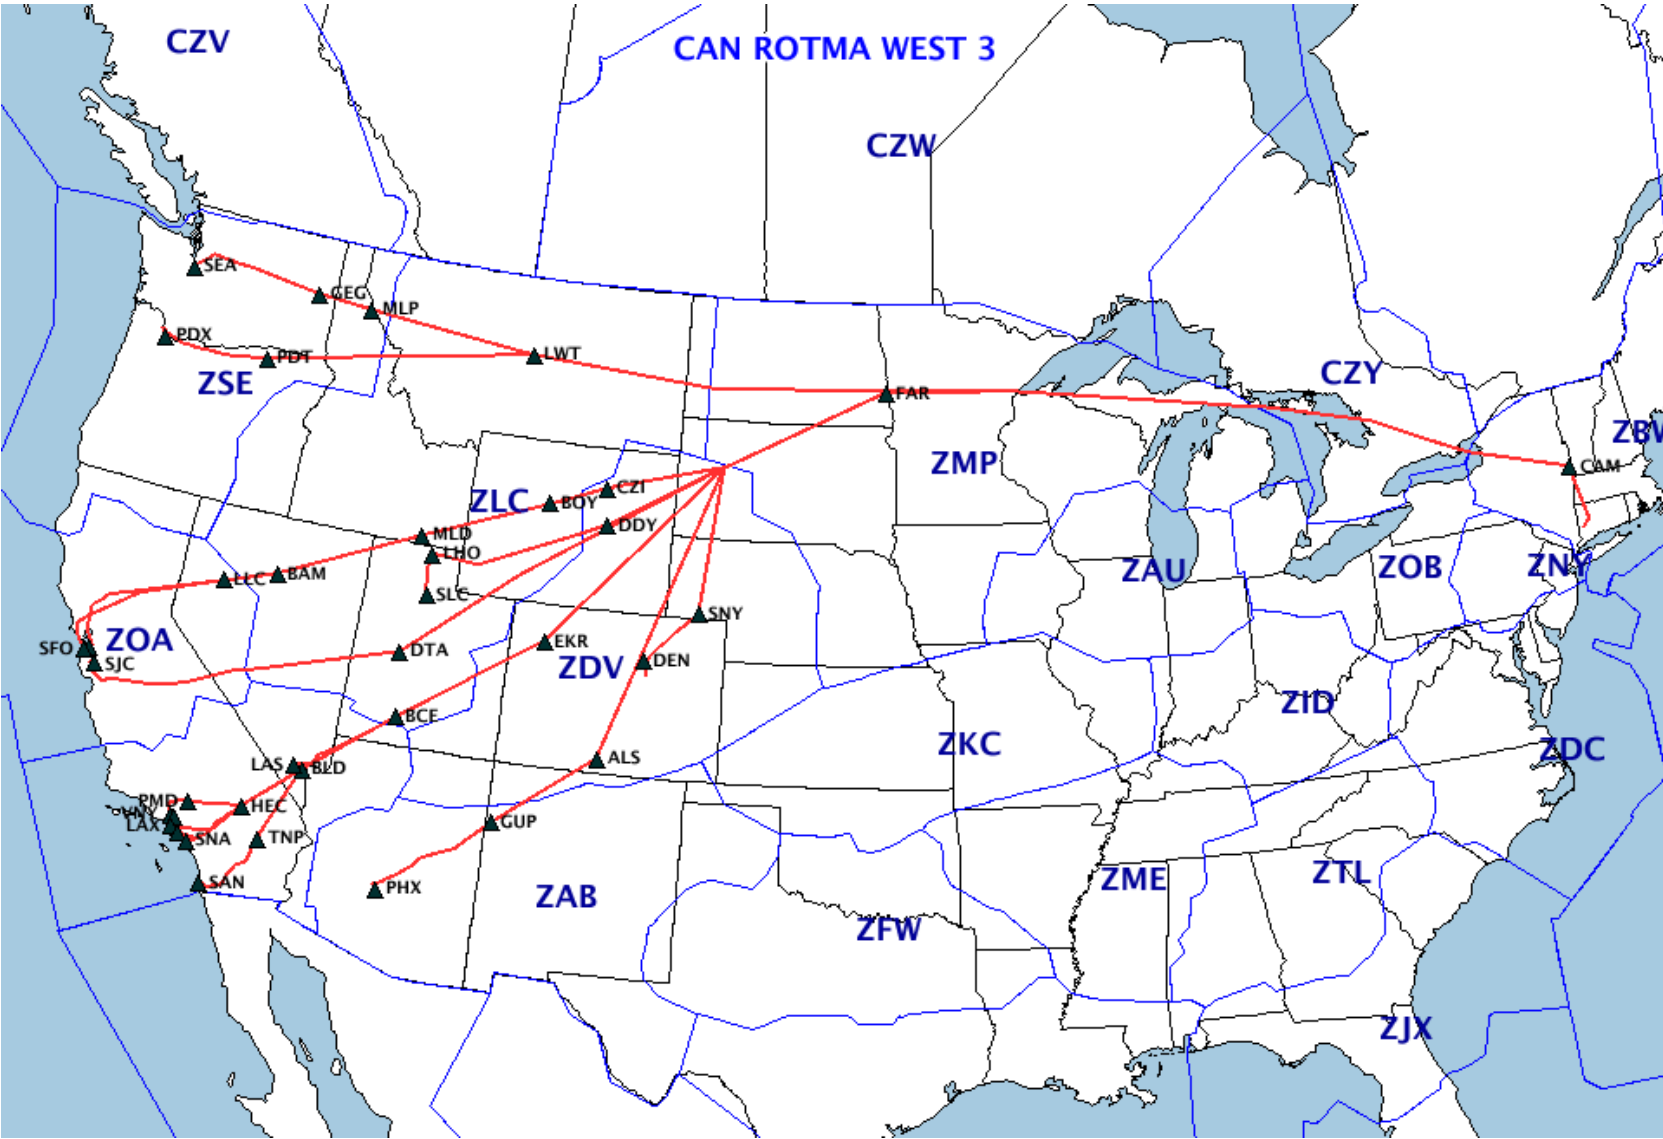 CZV
CAN ROTMA WEST 3
CZW
SEA
GEG
MLP
PDX
PDT
LWT
ZSE
CZY
FAR
ZBW
ZMP
CAM
CZI
ZLC
BOY
DDY
MLD
LHO
LLC
BAM
SLC
ZAU
ZOB
ZNY
SNY
SFO
ZOA
SJC
DTA
EKR
ZDV
DEN
ZID
BCE
ZKC
ZDC
LAS
BLD
ALS
PMD
HEC
VNY
LAX
SNA
TNP
GUP
SAN
PHX
ZAB
ZME
ZTL
ZFW
ZJX